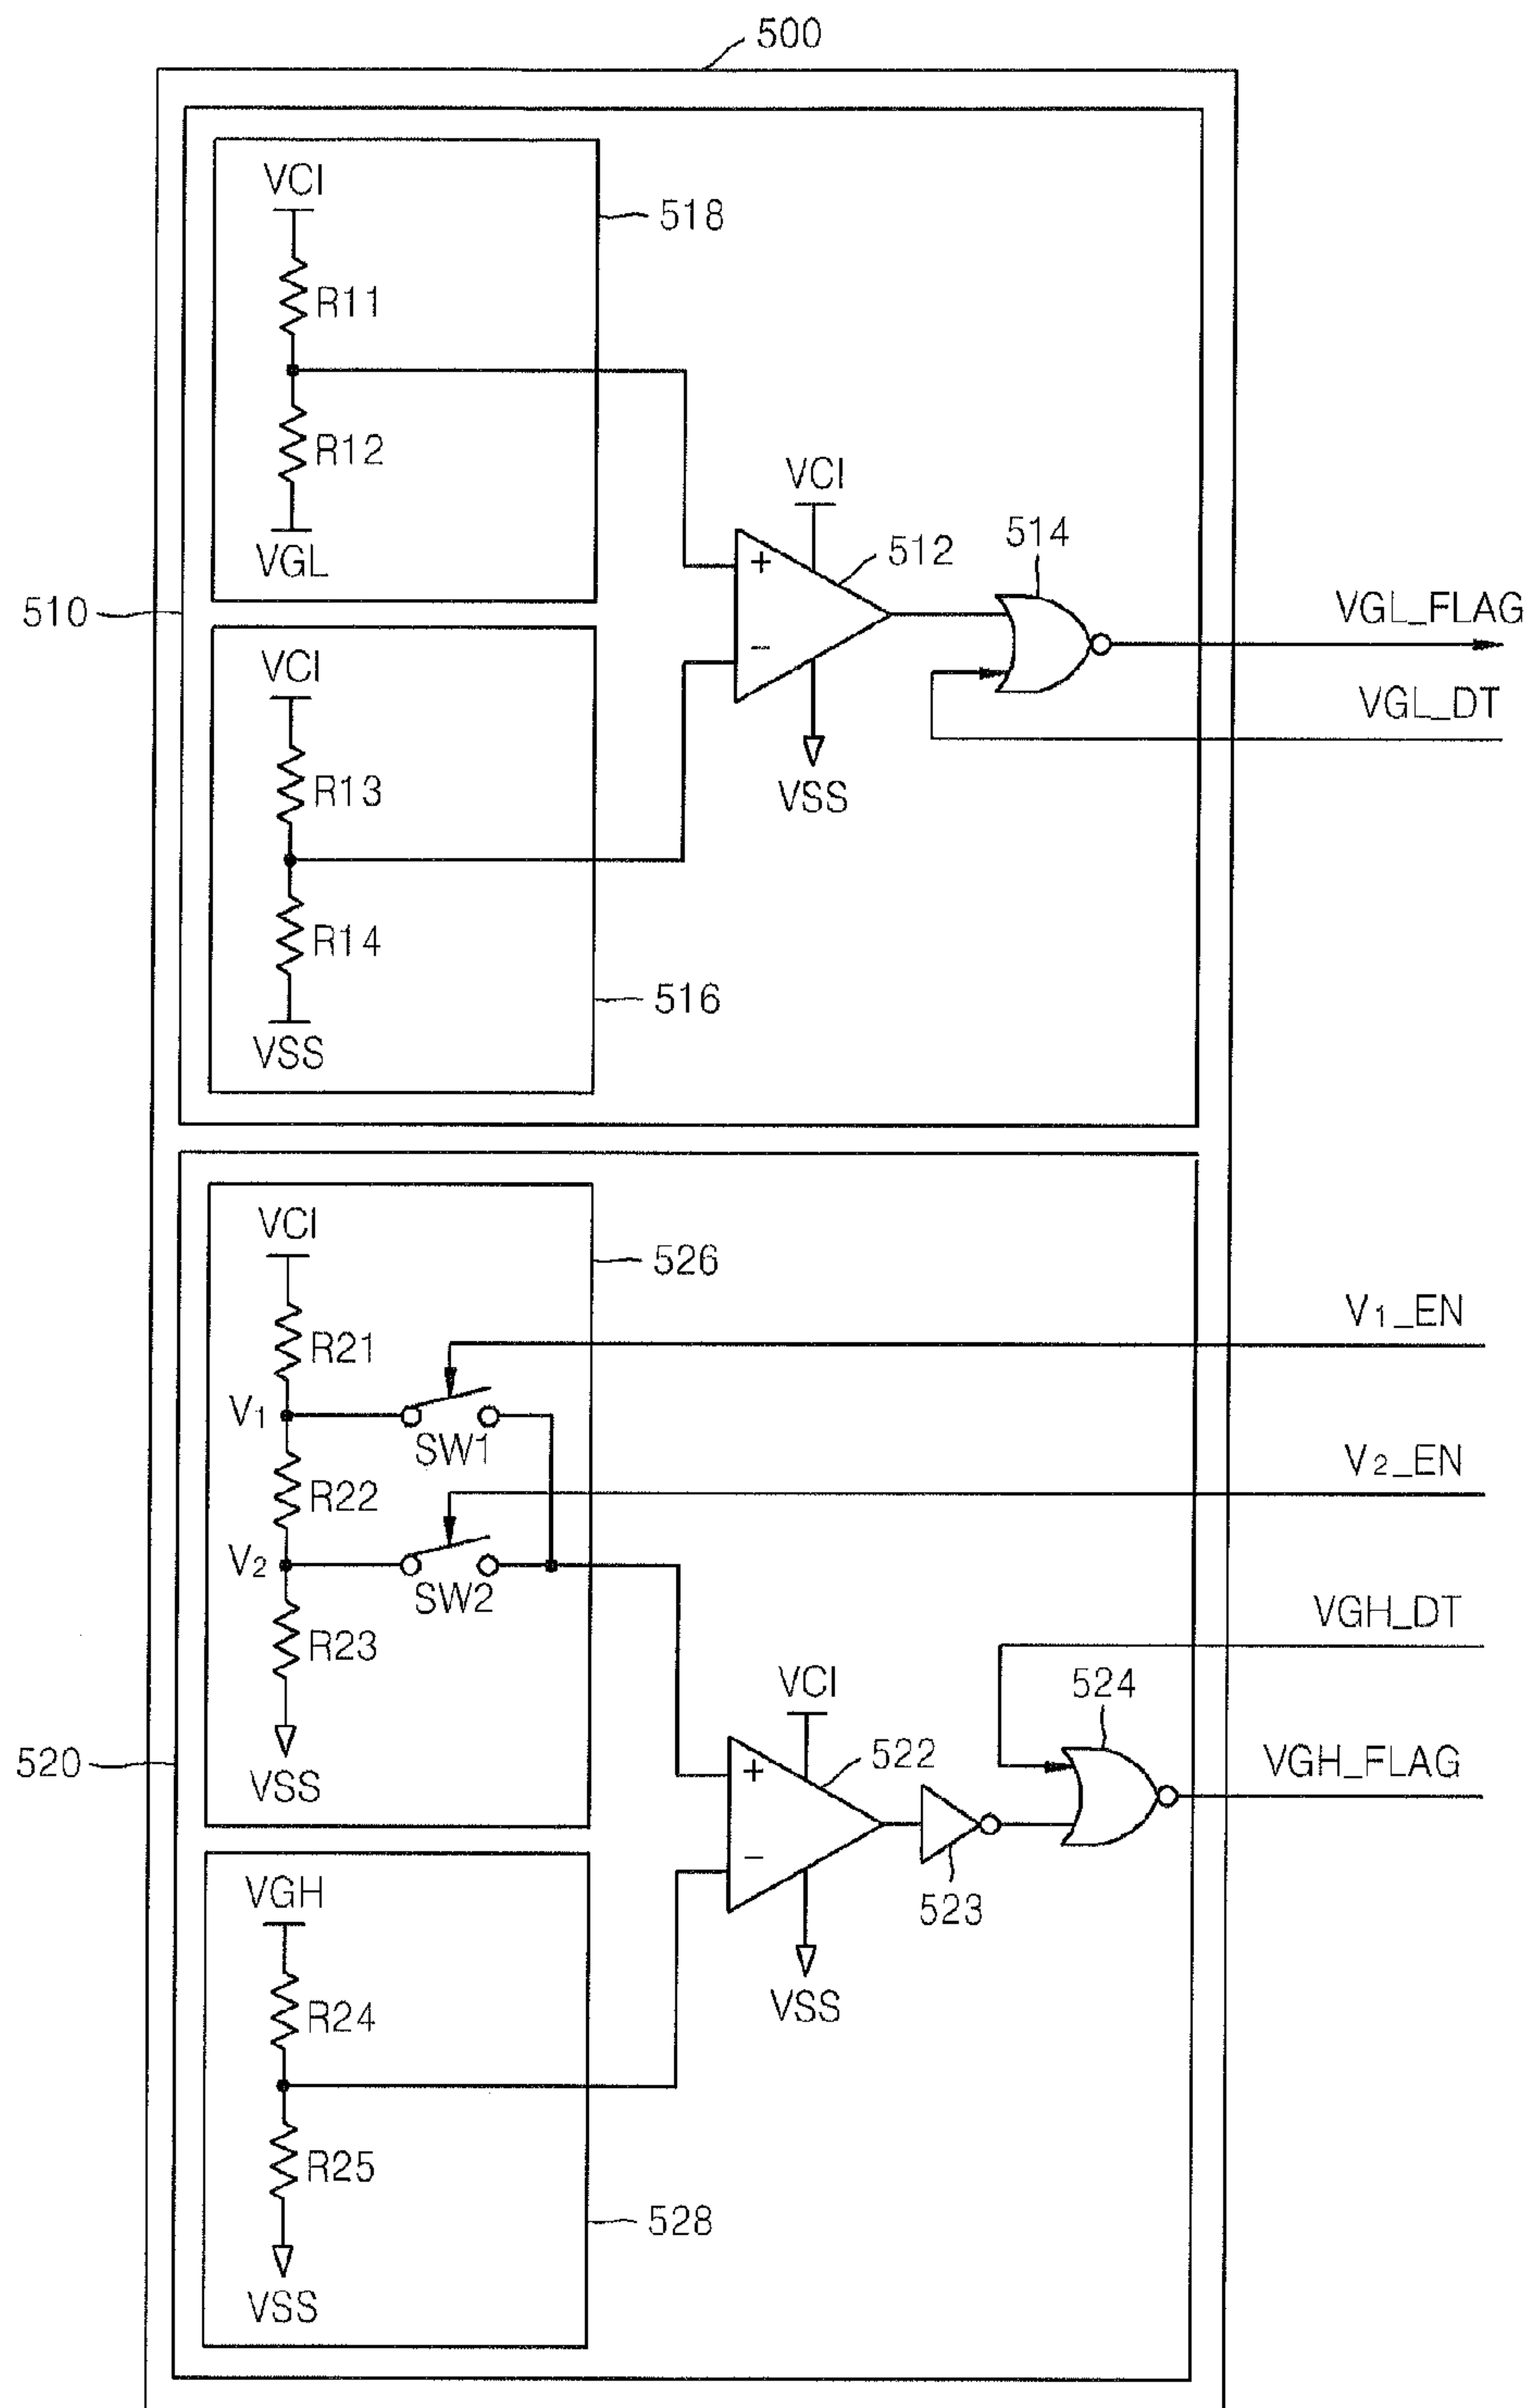 500
VCI
518
R11
R12
VGL
VCI
512
514
+
−
VGL_FLAG
VGL_DT
VSS
510
VCI
R13
R14
516
VSS
VCI
526
V1_EN
R21
V1
SW1
V2_EN
R22
V2
SW2
VGH_DT
R23
VCI
524
520
522
VGH_FLAG
VSS
+
−
523
VGH
VSS
R24
R25
528
VSS